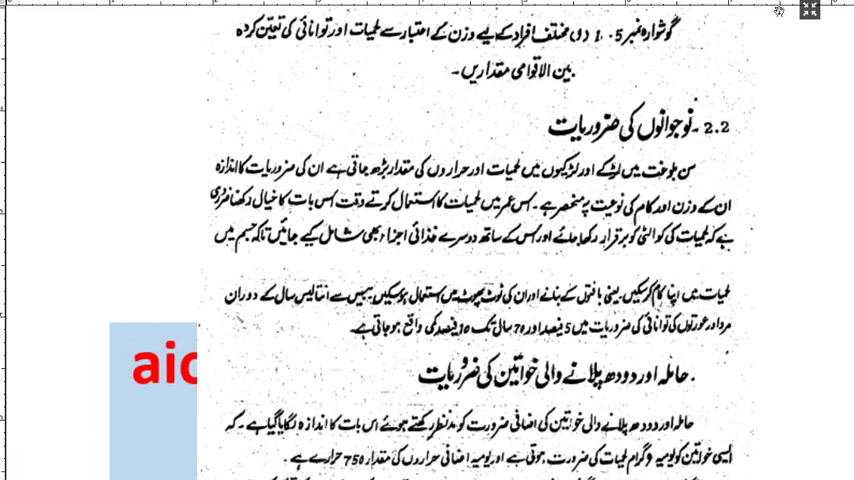 گوشوارہ نمبر 1.5 دی مختلف افراد کے لیے وزن کے اعتبار سے لحمیات اور توانائی کی تعین کردہ
بین الاقوامی مقداریں۔
2.2 ۔ نوجوانوں کی ضروریات
سن بلوغت میں لڑکے اور لڑکیوں میں لحمیات اور حراروں کی مقدار بڑھ جاتی ہے ان کی ضروریات کا اندازہ
ان کے وزن اور کام کی نوعیت پر منحصر ہے۔ اس عمر میں لحمیات کا استعمال کرتے وقت اس بات کا خیال رکھنا ضروری
ہے کہ لحمیات کی کوالٹی کو برقرار رکھا جائے اور اس کے ساتھ دوسرے غذائی اجزاء بھی شامل کیے جائیں تاکہ جسم میں
لحمیات میں اپنا کام کر سکیں یعنی بافتوں کے بنانے اور ان کی ٹوٹ پھوٹ میں استعمال ہو سکیں بیس سے انتالیس سال کے دوران
مرد اور عورتوں کی توانائی کی ضروریات میں 5 فیصد اور 70 سال تک 10 فیصد کمی واقع ہو جاتی ہے۔
حاملہ اور دودھ پلانے والی خواتین کی ضروریات
حاملہ اور دودھ پلانے والی خواتین کی اضافی ضرورت کو مدنظر رکھتے ہوئے اس بات کا اندازہ لگایا گیا ہے۔ کہ
ایسی خواتین کو یومیہ گرام لحمیات کی ضرورت ہوتی ہے اور یومیہ اضافی حراروں کی مقدار 750 حرارے ہے۔
aic